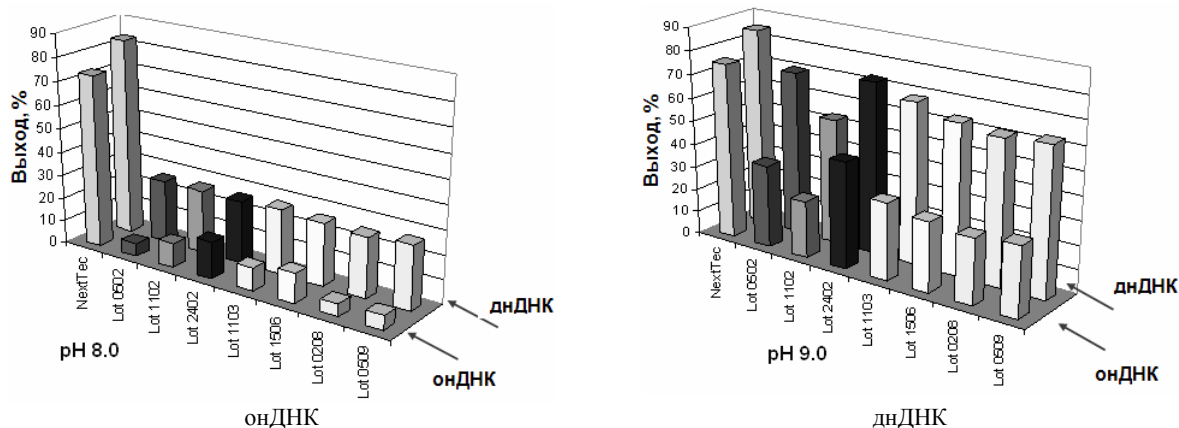 Выход, %
90
80
70
60
50
40
30
20
10
0
NextTec
Lot 0502
Lot 1102
Lot 2402
Lot 1103
Lot 1506
Lot 0208
Lot 0509
днДНК
онДНК
pH 8.0
онДНК
Выход, %
90
80
70
60
50
40
30
20
10
0
NextTec
Lot 0502
Lot 1102
Lot 2402
Lot 1103
Lot 1506
Lot 0208
Lot 0509
днДНК
онДНК
pH 9.0
днДНК